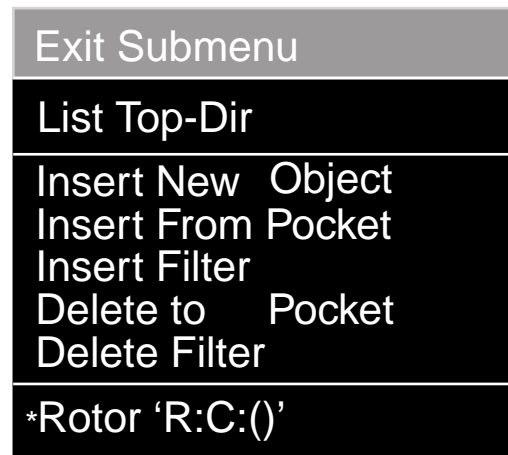 Exit Submenu
List Top-Dir
Insert New Object
Insert From Pocket
Insert Filter
Delete to Pocket
Delete Filter
*Rotor ‘R:C:()’